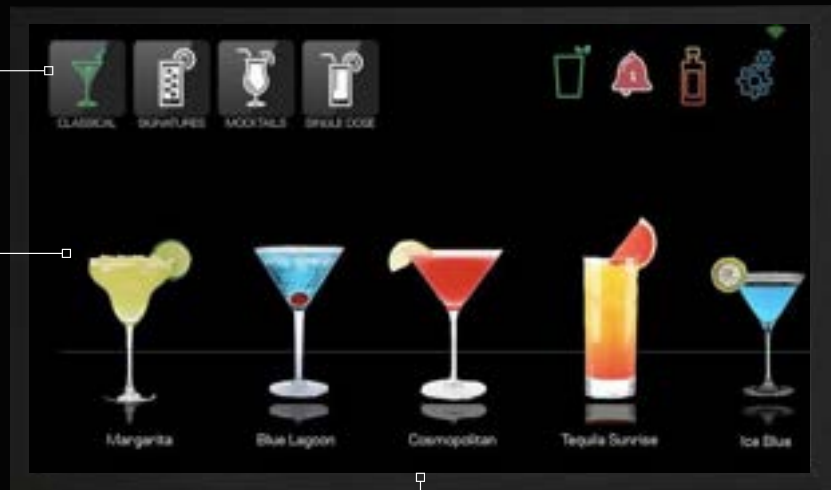 CLASSICAL
SIGNATURES
MOCKTAILS
SINGLE DOSE
Margarita
Blue Lagoon
Cosmopolitan
Tequila Sunrise
Ice Blue